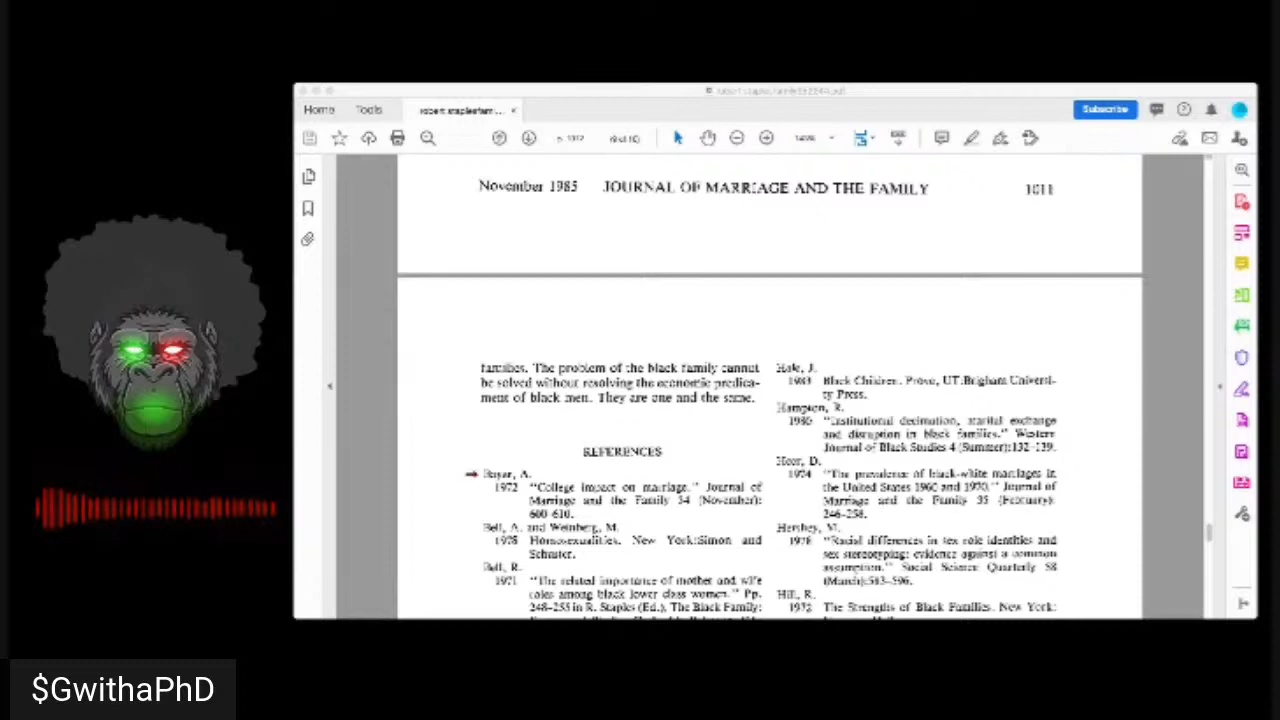 Home
Tools
robert staplesfam... ×
Subscribe
November 1985 JOURNAL OF MARRIAGE AND THE FAMILY 1011
families. The problem of the black family cannot
be solved without resolving the economic predica-
ment of black men. They are one and the same.
REFERENCES
A.
1972 "College impact on marriage." Journal of
Marriage and the Family 34 (November):
600–610.
Bell, A. and Weinberg, M.
1978 Homosexualities. New York:Simon and
Schuster.
Bell, R.
1971 "The related importance of mother and wife
roles among black lower class women." Pp.
248–255 in R. Staples (Ed.), The Black Family:
Hale, J.
1983 Black Children. Provo, UT:Brigham Universi-
ty Press.
Hampton, R.
1980 "Institutional decimation, marital exchange
and disruption in black families." Western
Journal of Black Studies 4 (Summer):132–139.
Heer, D.
1974 "The prevalence of black-white marriages in
the United States 1960 and 1970." Journal of
Marriage and the Family 35 (February):
246–258.
Hershey, M.
1978 "Racial differences in sex role identities and
sex stereotyping: evidence against a common
assumption." Social Science Quarterly 58
(March):583–596.
Hill, R.
1972 The Strengths of Black Families. New York:
$GwithaPhD